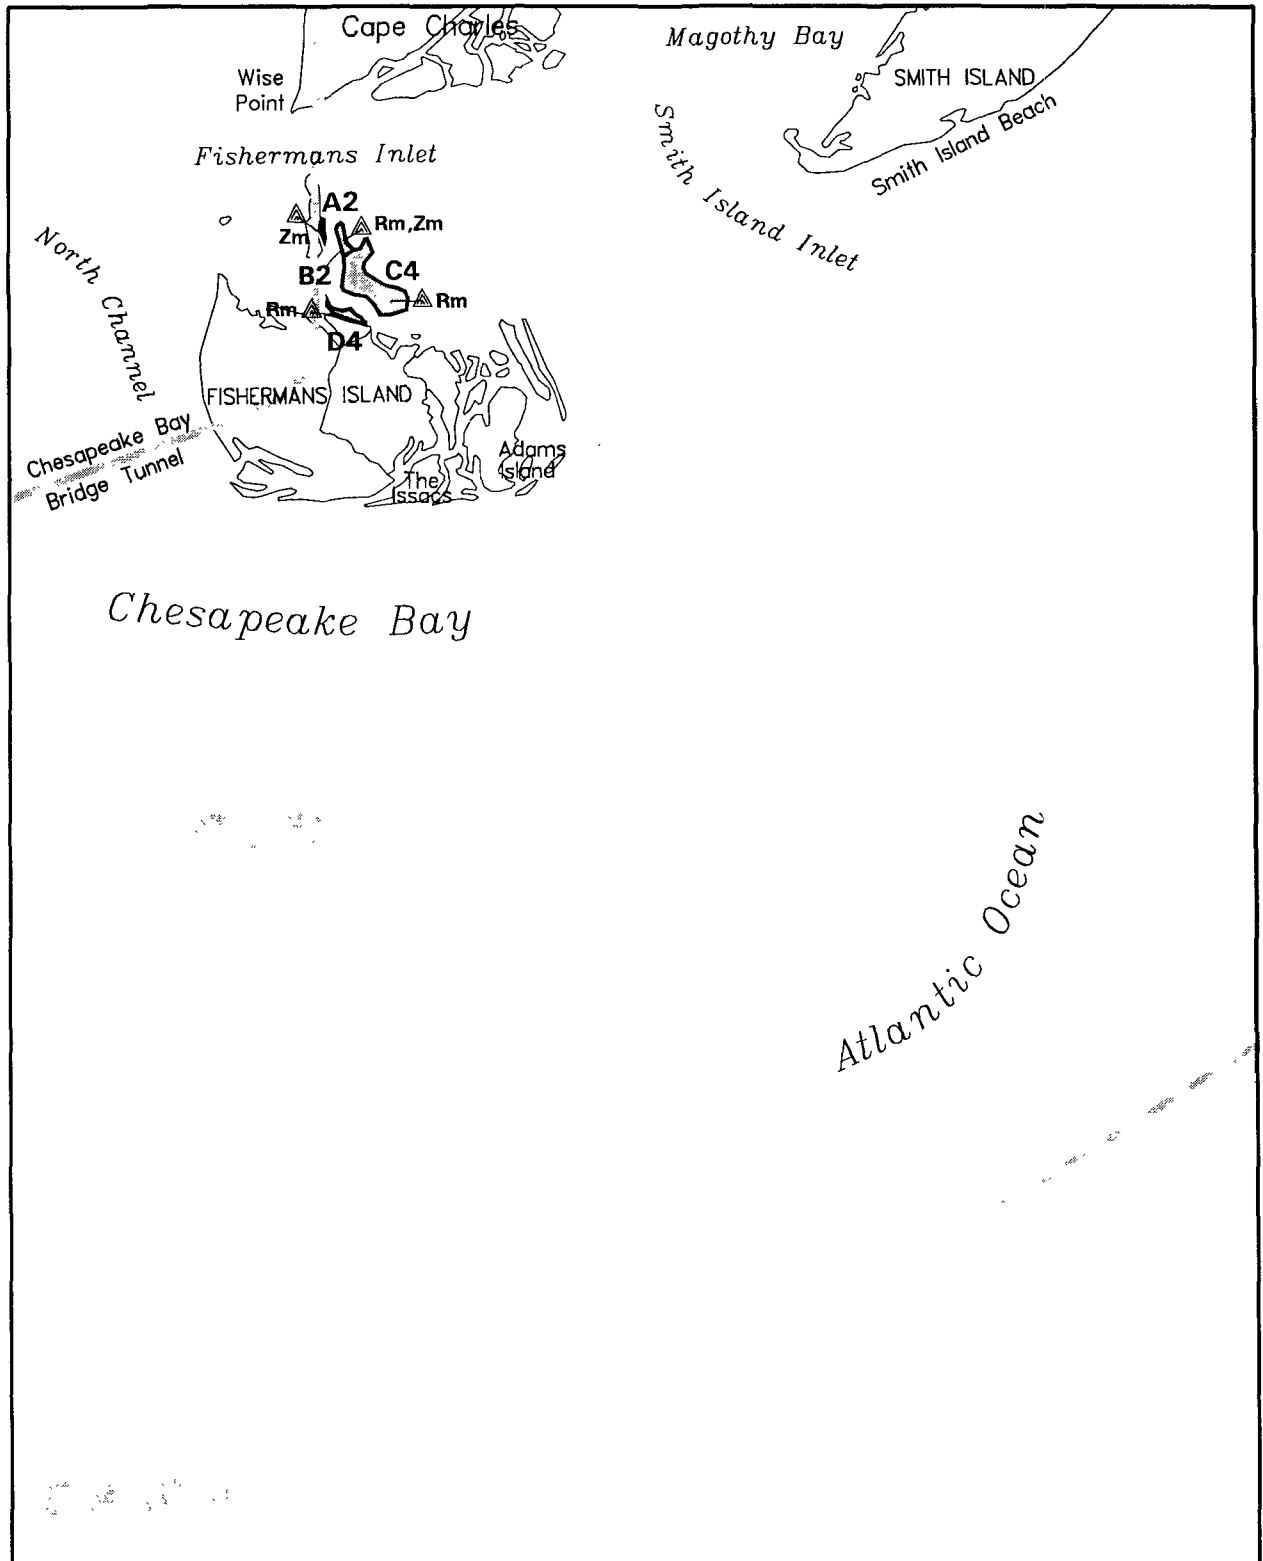 Cape Charles
Magothy Bay
Wise
Point
SMITH ISLAND
Smith Island Beach
Smith Island Inlet
Fishermans Inlet
A2
Rm,Zm
Zm
North Channel
B2
C4
Rm
Rm
D4
FISHERMANS ISLAND
Chesapeake Bay
Bridge Tunnel
Adams
Island
The
Issacs
Chesapeake Bay
Atlantic Ocean